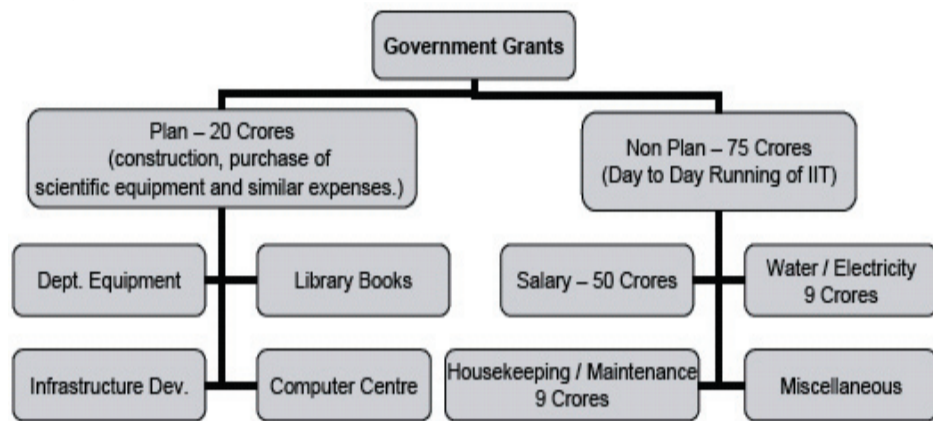 Government Grants
Plan – 20 Crores
(construction, purchase of
scientific equipment and similar expenses.)
Non Plan – 75 Crores
(Day to Day Running of IIT)
Dept. Equipment
Library Books
Salary – 50 Crores
Water / Electricity
9 Crores
Infrastructure Dev.
Computer Centre
Housekeeping / Maintenance
9 Crores
Miscellaneous